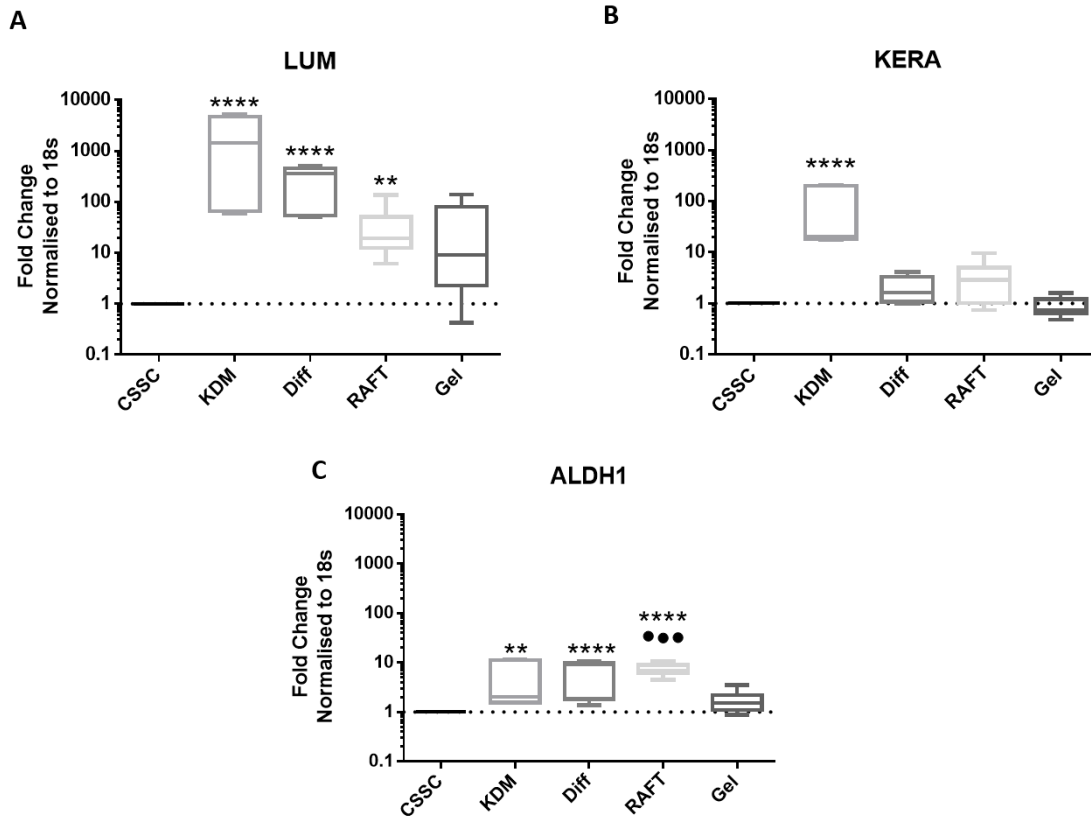 A
LUM
Fold Change
Normalised to 18s
10000
1000
100
10
1
0.1
****
****
**
CSSC
KDM
Diff
RAFT
Gel
B
KERA
Fold Change
Normalised to 18s
10000
1000
100
10
1
0.1
****
CSSC
KDM
Diff
RAFT
Gel
C
ALDH1
Fold Change
Normalised to 18s
10000
1000
100
10
1
0.1
**
****
****
CSSC
KDM
Diff
RAFT
Gel